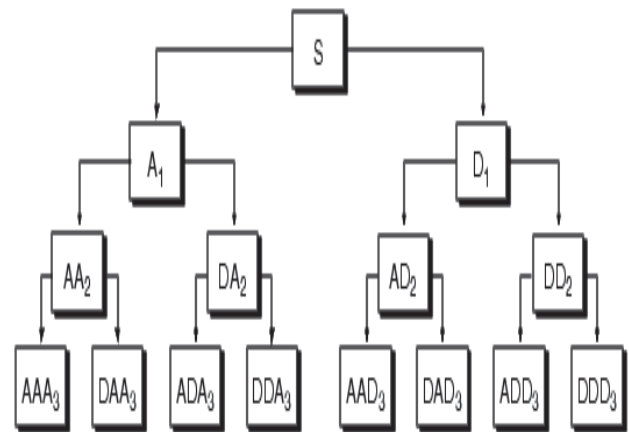 S
A₁ D₁
AA₂ DA₂ AD₂ DD₂
AAA₃ DAA₃ ADA₃ DDA₃ AAD₃ DAD₃ ADD₃ DDD₃